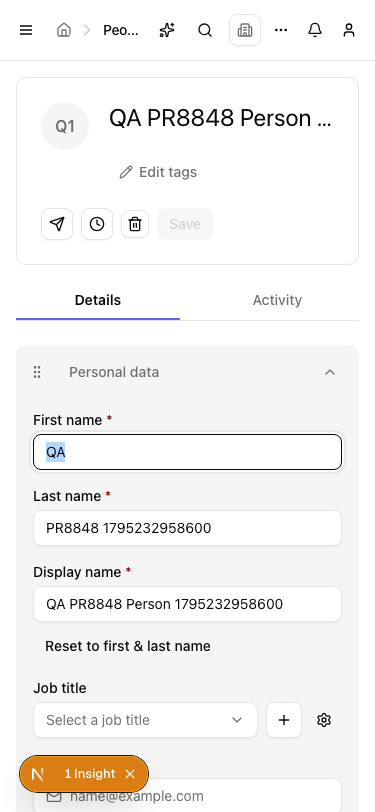 Peo...
Q1
QA PR8848 Person ...
Edit tags
Save
Details
Activity
Personal data
First name *
QA
Last name *
PR8848 1795232958600
Display name *
QA PR8848 Person 1795232958600
Reset to first & last name
Job title
Select a job title
N 1 Insight
name@example.com